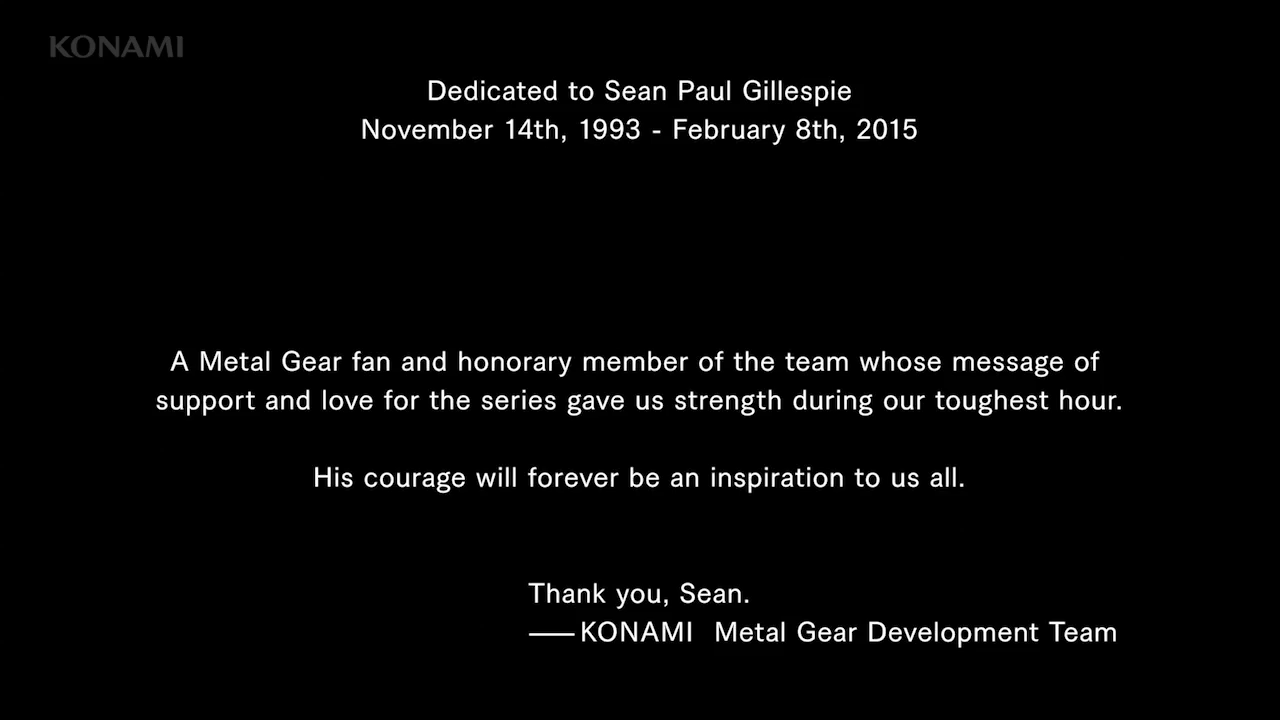 KONAMI
Dedicated to Sean Paul Gillespie
November 14th, 1993 - February 8th, 2015
A Metal Gear fan and honorary member of the team whose message of
support and love for the series gave us strength during our toughest hour.
His courage will forever be an inspiration to us all.
Thank you, Sean.
——KONAMI Metal Gear Development Team